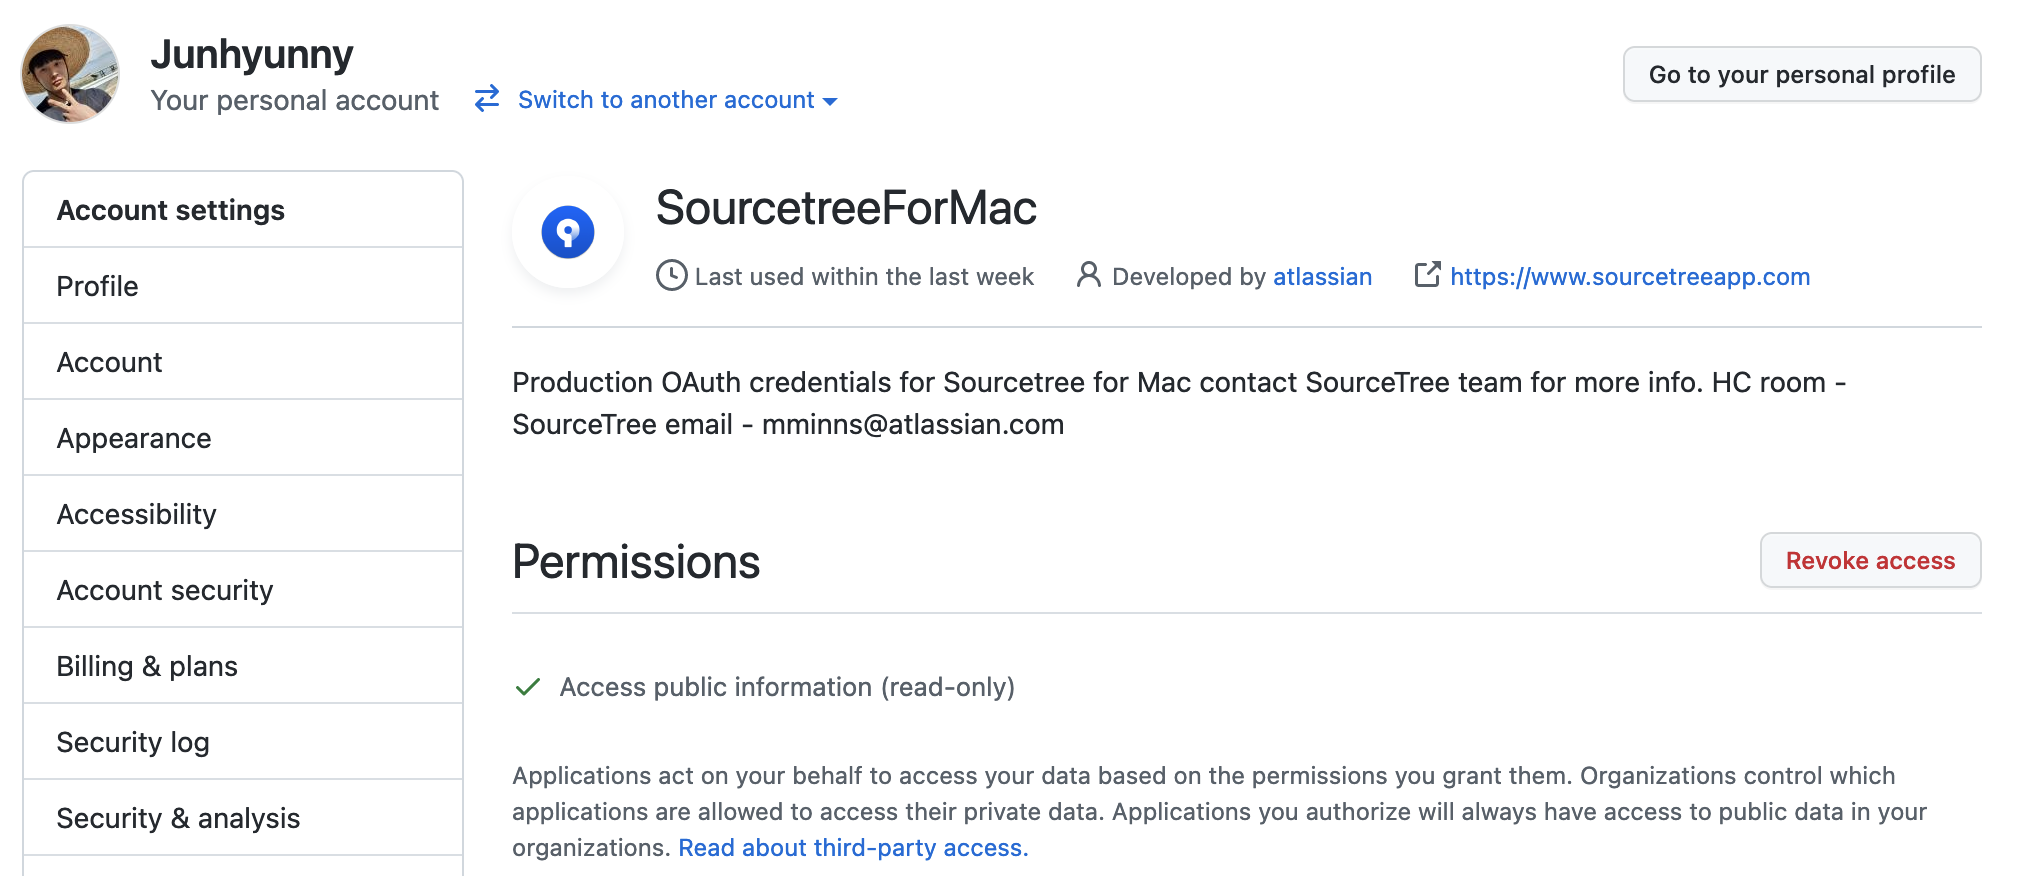 Junhyunny
Your personal account
Switch to another account
Go to your personal profile
Account settings
Profile
Account
Appearance
Accessibility
Account security
Billing & plans
Security log
Security & analysis
SourcetreeForMac
Last used within the last week
Developed by atlassian
https://www.sourcetreeapp.com
Production OAuth credentials for Sourcetree for Mac contact SourceTree team for more info. HC room -
SourceTree email - mminns@atlassian.com
Permissions
Revoke access
Access public information (read-only)
Applications act on your behalf to access your data based on the permissions you grant them. Organizations control which
applications are allowed to access their private data. Applications you authorize will always have access to public data in your
organizations. Read about third-party access.